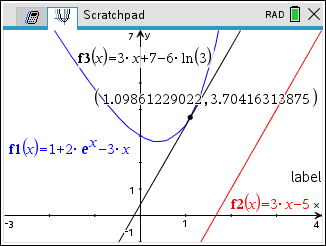 Scratchpad RAD
y
f3(x)=3·x+7−6·ln(3)
(1.09861229022,3.70416313875)
f1(x)=1+2·e^x−3·x
label
f2(x)=3·x−5 x
1
-3 1 3